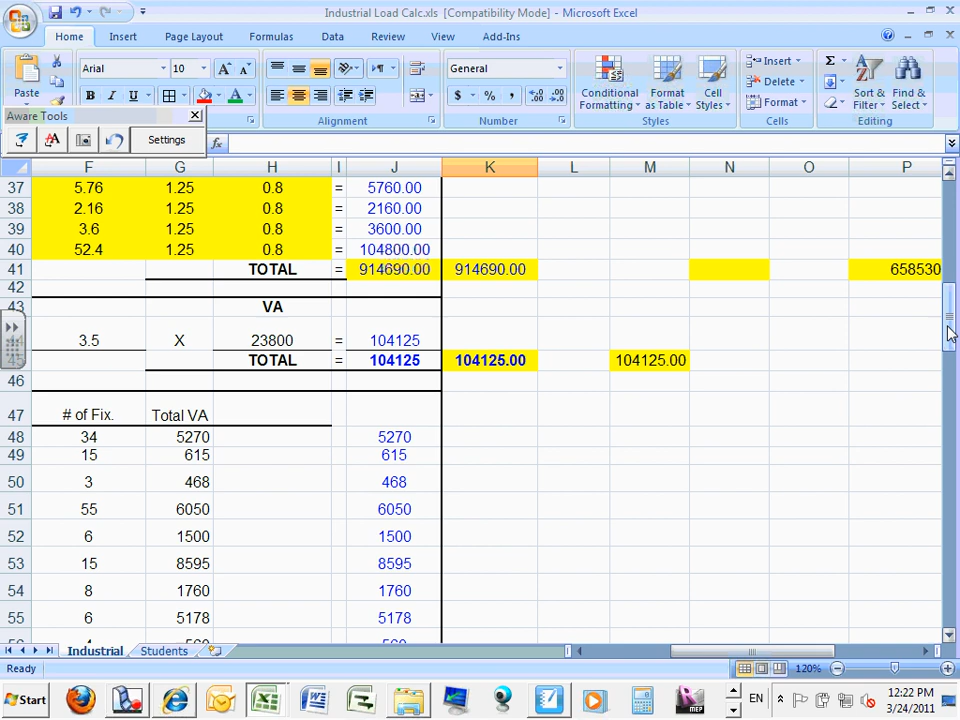 Industrial Load Calc.xls [Compatibility Mode] - Microsoft Excel
Home Insert Page Layout Formulas Data Review View Add-Ins
Paste Arial 10 A A General Conditional Formatting Format as Table Cell Styles Insert Delete Format Σ Sort & Filter Find & Select
B I U A $ % ,
Alignment Number Styles Cells Editing
Aware Tools
Settings
fx
F G H I J K L M N O P
37 5.76 1.25 0.8 = 5760.00
38 2.16 1.25 0.8 = 2160.00
39 3.6 1.25 0.8 = 3600.00
40 52.4 1.25 0.8 = 104800.00
41 TOTAL = 914690.00 914690.00 658530
42
43 VA
44 3.5 X 23800 = 104125
45 TOTAL = 104125 104125.00 104125.00
46
47 # of Fix. Total VA
48 34 5270 5270
49 15 615 615
50 3 468 468
51 55 6050 6050
52 6 1500 1500
53 15 8595 8595
54 8 1760 1760
55 6 5178 5178
Industrial Students
Ready 120%
Start EN 12:22 PM
3/24/2011